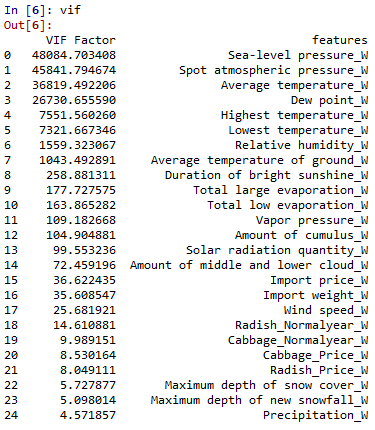 In [6]: vif
Out[6]:
VIF Factor features
0 48084.703408 Sea-level pressure_W
1 45841.794674 Spot atmospheric pressure_W
2 36819.492206 Average temperature_W
3 26730.655590 Dew point_W
4 7551.560260 Highest temperature_W
5 7321.667346 Lowest temperature_W
6 1559.323067 Relative humidity_W
7 1043.492891 Average temperature of ground_W
8 258.881311 Duration of bright sunshine_W
9 177.727575 Total large evaporation_W
10 163.865282 Total low evaporation_W
11 109.182668 Vapor pressure_W
12 104.904881 Amount of cumulus_W
13 99.553236 Solar radiation quantity_W
14 72.459196 Amount of middle and lower cloud_W
15 36.622435 Import price_W
16 35.608547 Import weight_W
17 25.681921 Wind speed_W
18 14.610881 Radish_Normalyear_W
19 9.989151 Cabbage_Normalyear_W
20 8.530164 Cabbage_Price_W
21 8.049111 Radish_Price_W
22 5.727877 Maximum depth of snow cover_W
23 5.098014 Maximum depth of new snowfall_W
24 4.571857 Precipitation_W